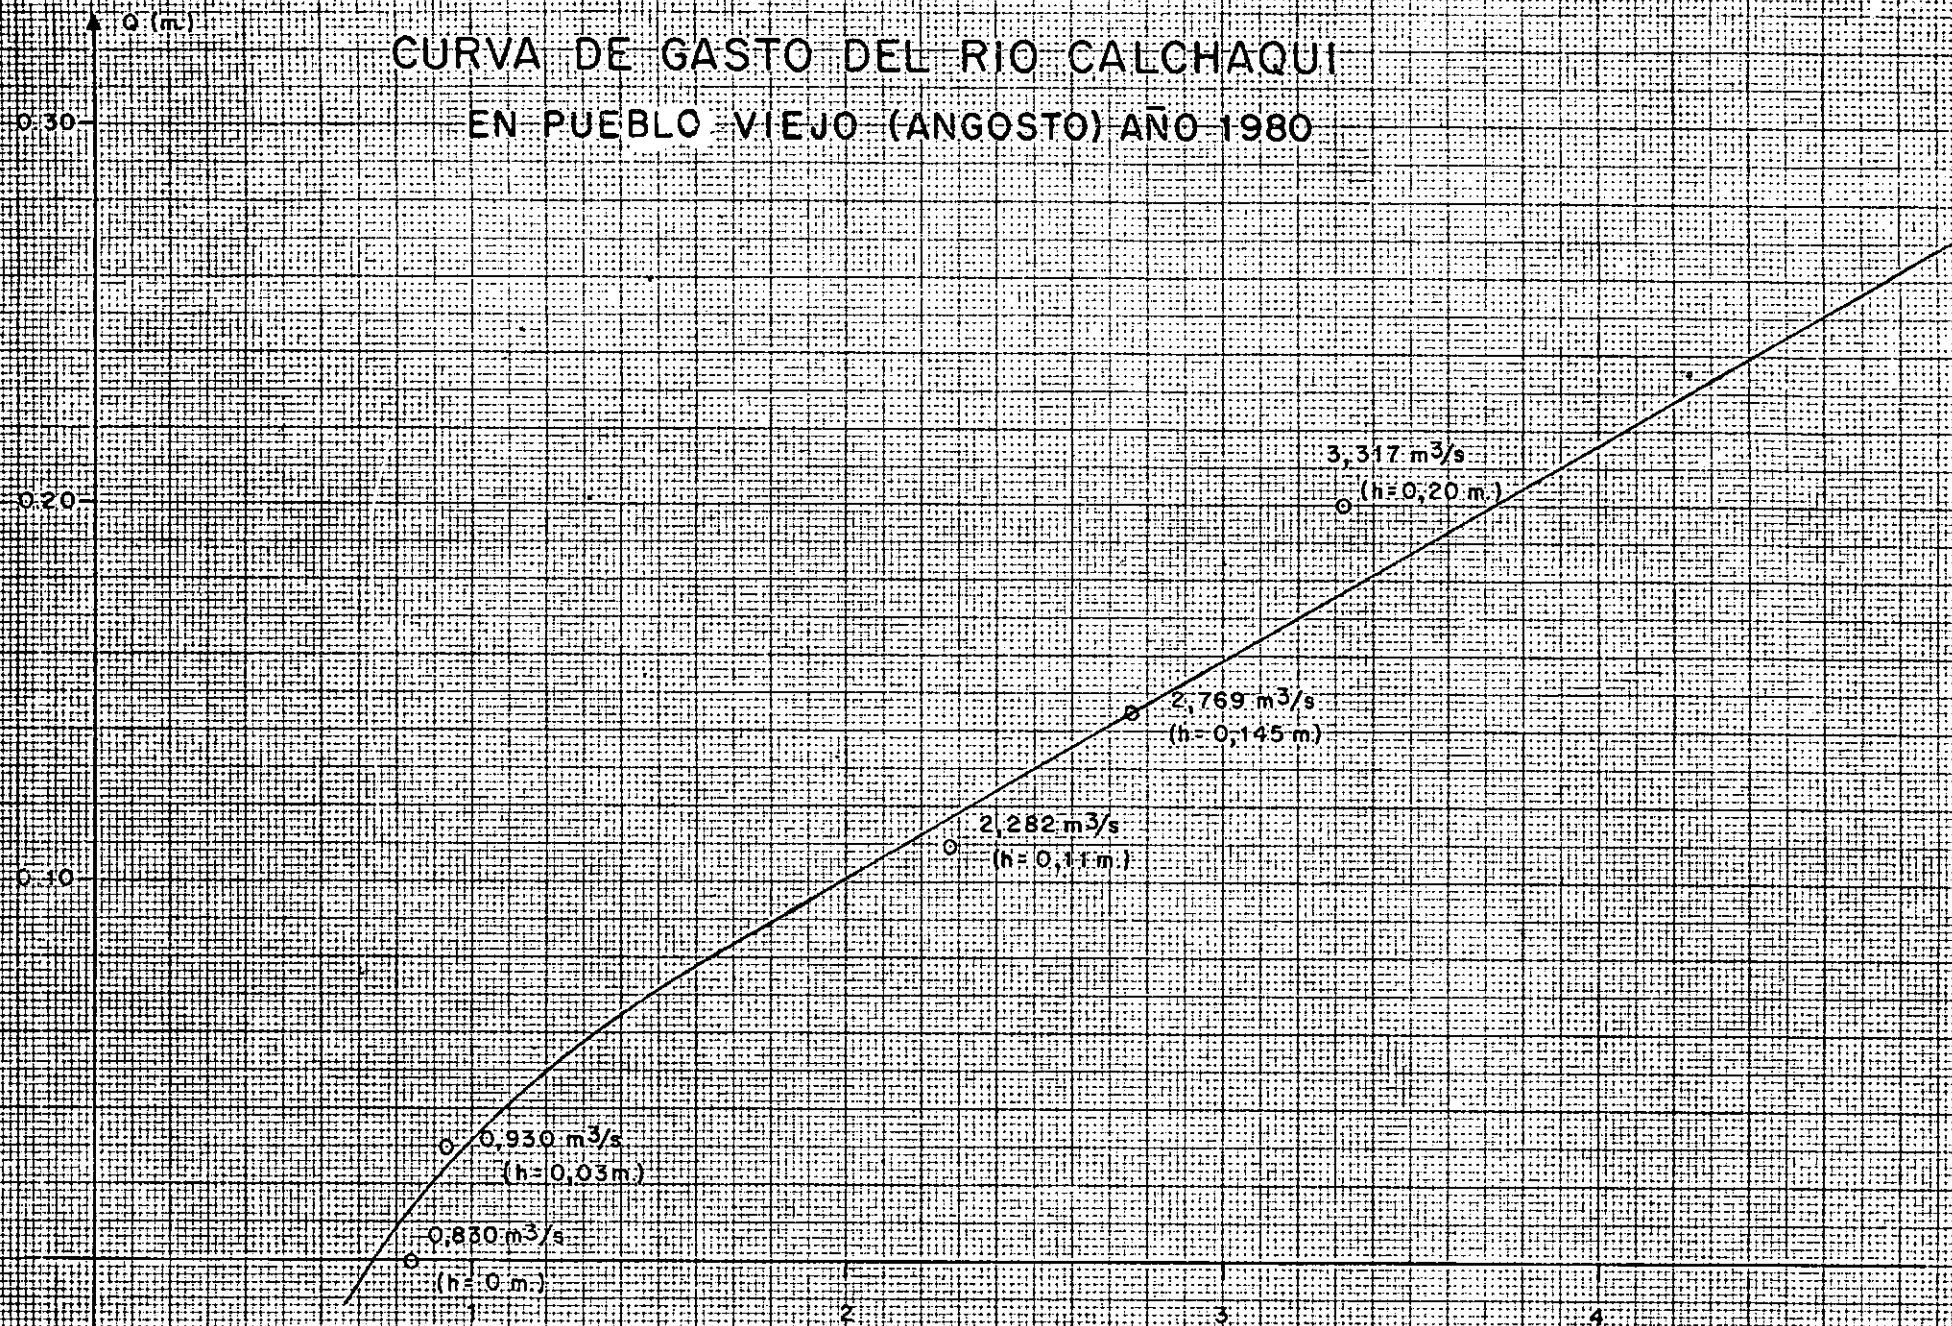 Q (m.)
CURVA DE GASTO DEL RIO CALCHAQUI
EN PUEBLO VIEJO (ANGOSTO) AÑO 1980
0.30
0.20
3,317 m3/s
(h=0,20 m.)
2,769 m3/s
(h=0,145 m.)
2,282 m3/s
(h=0,11 m.)
0.10
0,930 m3/s
(h=0,03 m.)
0,830 m3/s
(h=0 m.)
1 2 3 4